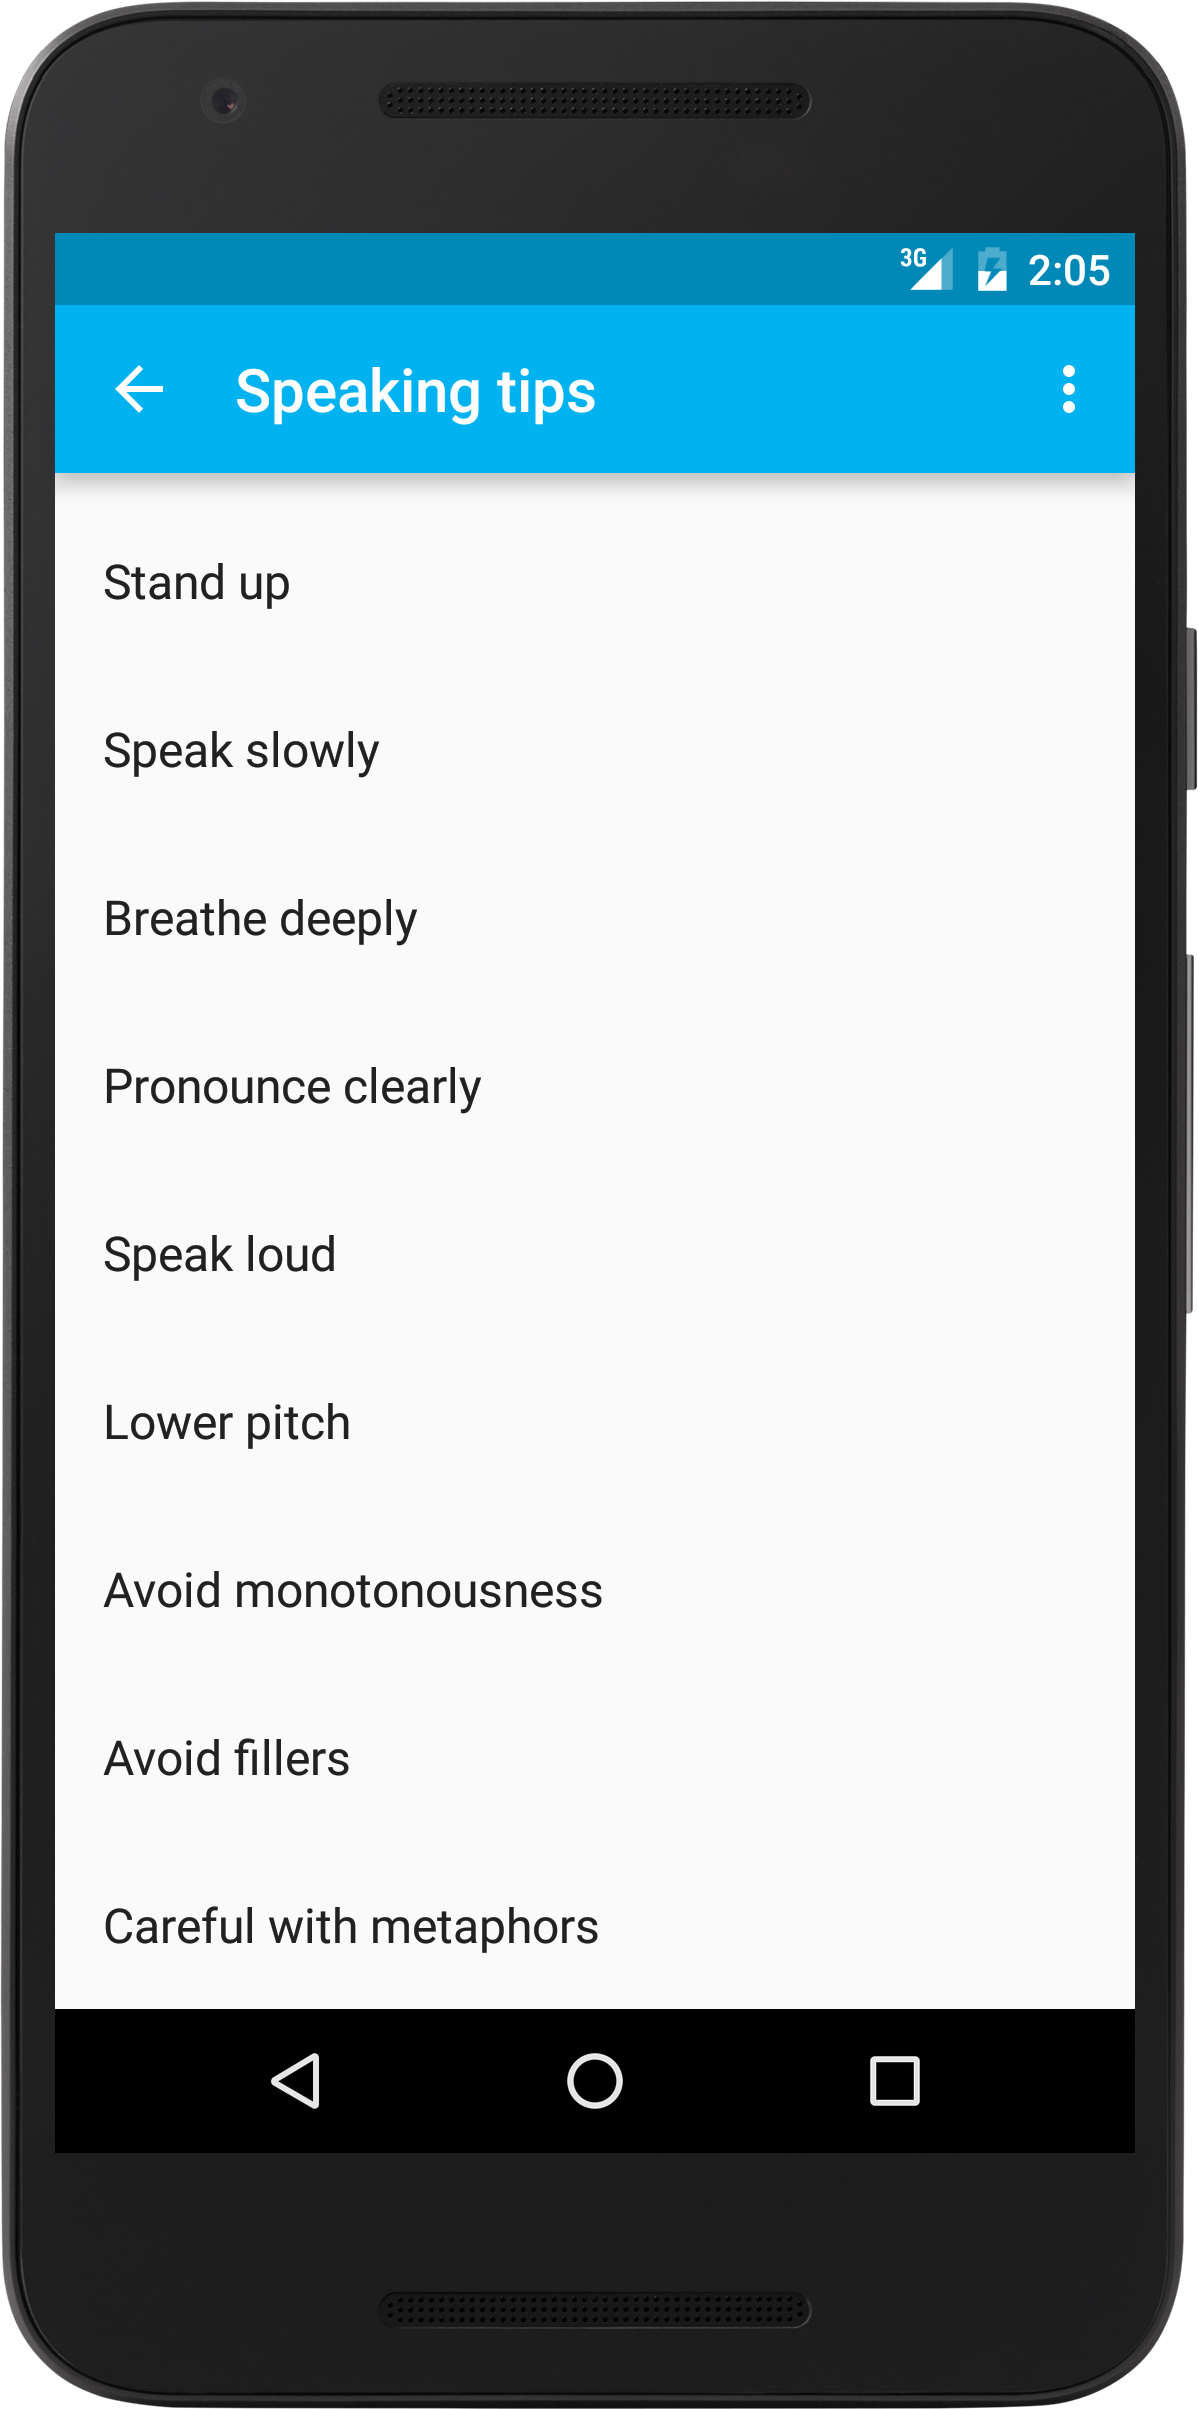 3G 2:05
Speaking tips
Stand up
Speak slowly
Breathe deeply
Pronounce clearly
Speak loud
Lower pitch
Avoid monotonousness
Avoid fillers
Careful with metaphors